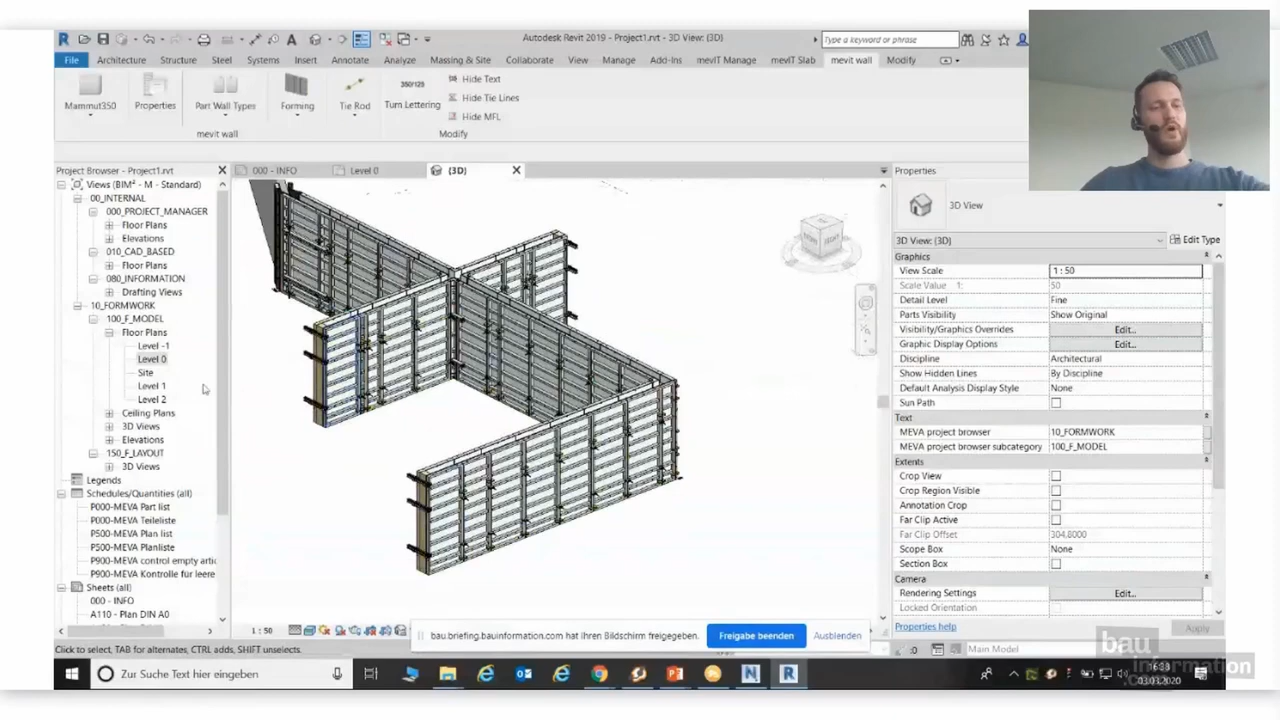 Autodesk Revit 2019 - Project1.rvt - 3D View: {3D}
Type a keyword or phrase
File Architecture Structure Steel Systems Insert Annotate Analyze Massing & Site Collaborate View Manage Add-Ins mevIT Manage mevIT Slab mevit wall Modify
Mammut350
Properties
Part Wall Types
Forming
Tie Rod
350/125
Turn Lettering
Hide Text
Hide Tie Lines
Hide MFL
mevit wall
Modify
Project Browser - Project1.rvt
Views (BIM² - M - Standard)
00_INTERNAL
000_PROJECT_MANAGER
Floor Plans
Elevations
010_CAD_BASED
Floor Plans
080_INFORMATION
Drafting Views
10_FORMWORK
100_F_MODEL
Floor Plans
Level -1
Level 0
Site
Level 1
Level 2
Ceiling Plans
3D Views
Elevations
150_F_LAYOUT
3D Views
Legends
Schedules/Quantities (all)
P000-MEVA Part list
P000-MEVA Teileliste
P500-MEVA Plan list
P500-MEVA Planliste
P900-MEVA control empty artic
P900-MEVA Kontrolle für leere
Sheets (all)
000 - INFO
A110 - Plan DIN A0
000 - INFO
Level 0
{3D}
1 : 50
Properties
3D View
3D View: {3D}
Edit Type
Graphics
View Scale 1 : 50
Scale Value 1: 50
Detail Level Fine
Parts Visibility Show Original
Visibility/Graphics Overrides Edit...
Graphic Display Options Edit...
Discipline Architectural
Show Hidden Lines By Discipline
Default Analysis Display Style None
Sun Path
Text
MEVA project browser 10_FORMWORK
MEVA project browser subcategory 100_F_MODEL
Extents
Crop View
Crop Region Visible
Annotation Crop
Far Clip Active
Far Clip Offset 304,8000
Scope Box None
Section Box
Camera
Rendering Settings Edit...
Locked Orientation
Properties help
Apply
bau.briefing.bauinformation.com hat Ihren Bildschirm freigegeben.
Freigabe beenden
Ausblenden
Click to select, TAB for alternates, CTRL adds, SHIFT unselects.
:0
Main Model
Zur Suche Text hier eingeben
03.03.2020
bau
information